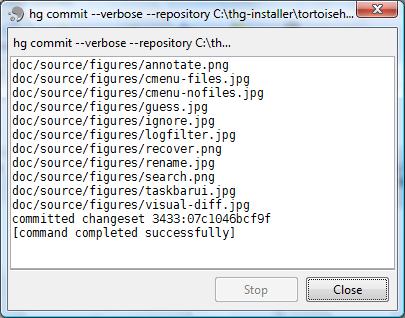 hg commit --verbose --repository C:\thg-installer\tortoiseh...
hg commit --verbose --repository C:\th...
doc/source/figures/annotate.png
doc/source/figures/cmenu-files.jpg
doc/source/figures/cmenu-nofiles.jpg
doc/source/figures/guess.jpg
doc/source/figures/ignore.jpg
doc/source/figures/logfilter.jpg
doc/source/figures/recover.png
doc/source/figures/rename.jpg
doc/source/figures/search.png
doc/source/figures/taskbarui.jpg
doc/source/figures/visual-diff.jpg
committed changeset 3433:07c1046bcf9f
[command completed successfully]
Stop Close